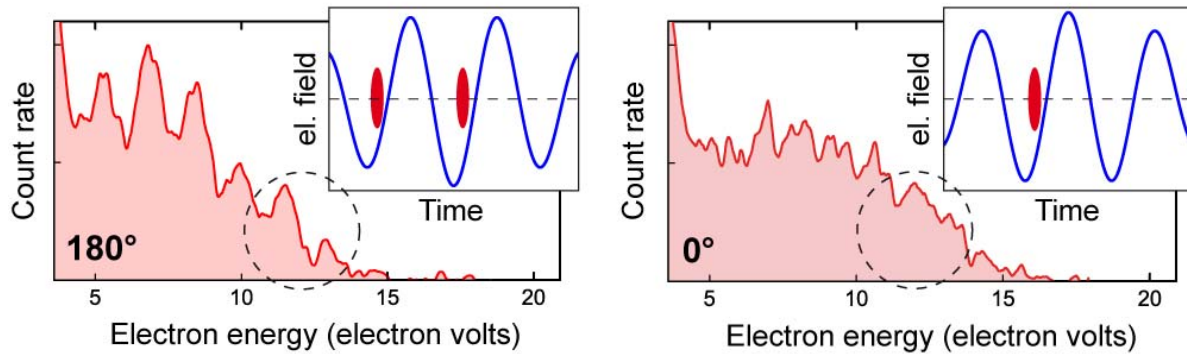 Count rate
el. field
Time
180°
5
10
15
20
Electron energy (electron volts)
Count rate
el. field
Time
0°
5
10
15
20
Electron energy (electron volts)